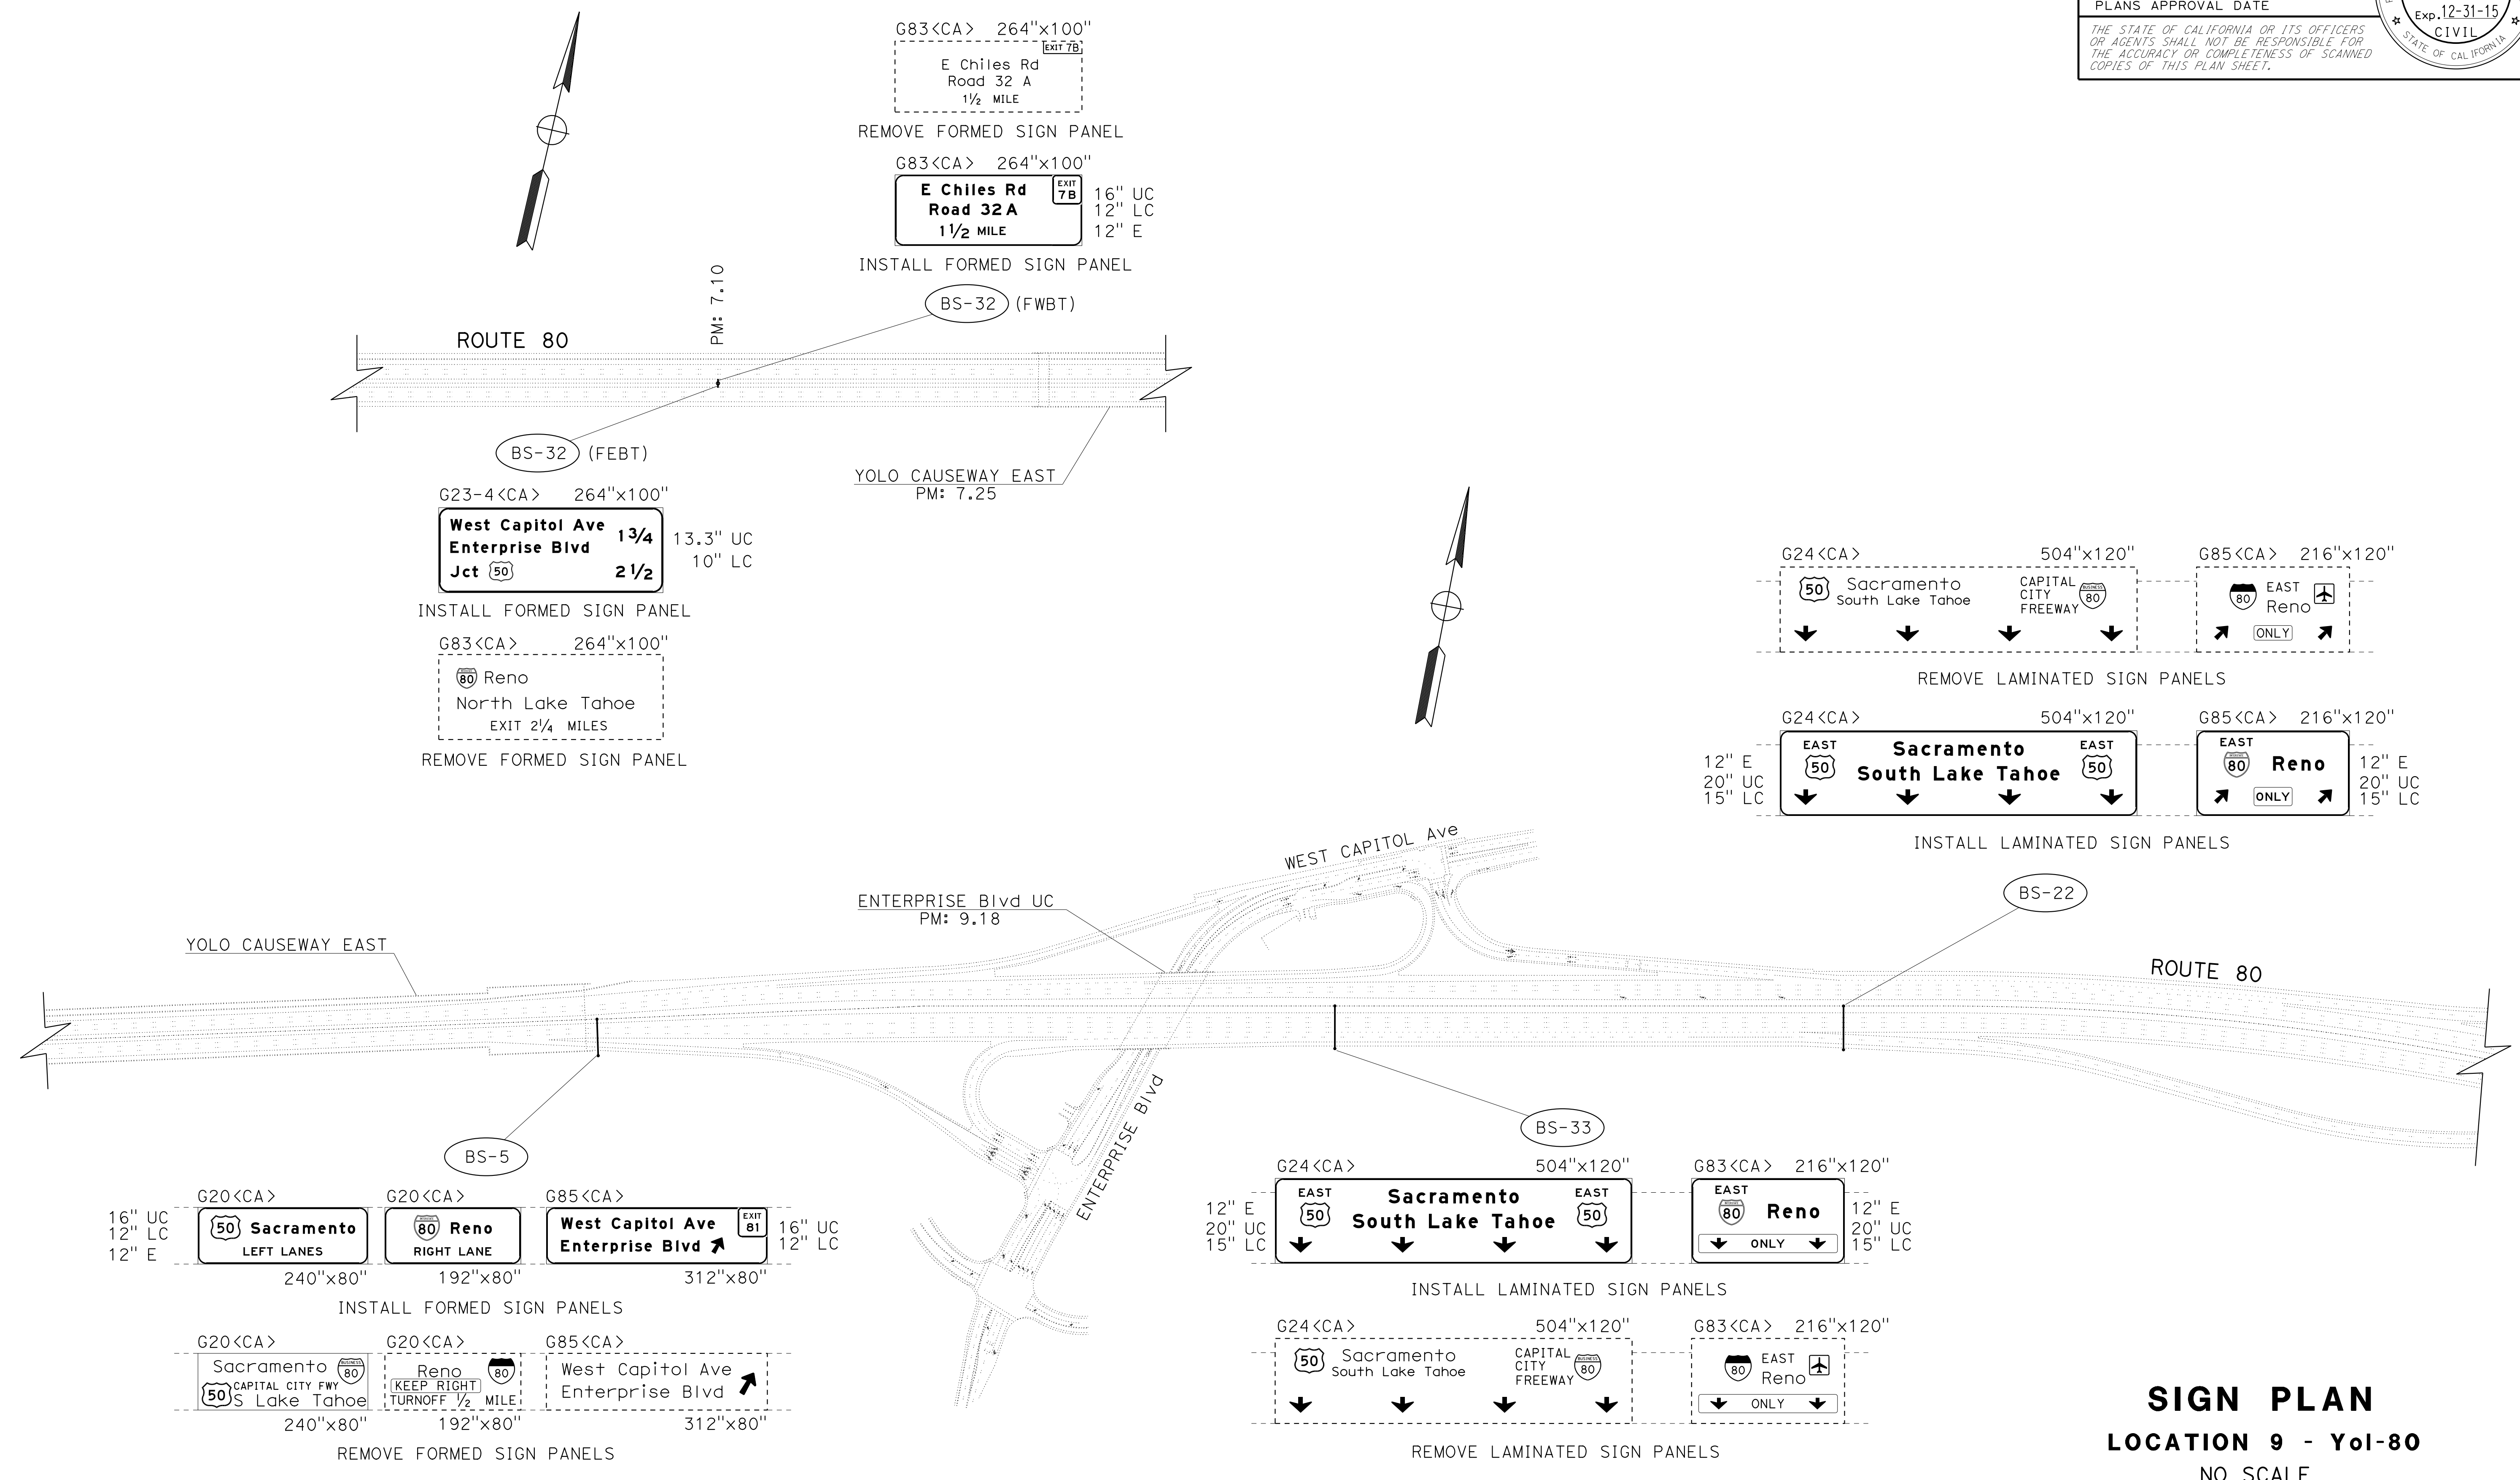 PLANS APPROVAL DATE
THE STATE OF CALIFORNIA OR ITS OFFICERS
OR AGENTS SHALL NOT BE RESPONSIBLE FOR
THE ACCURACY OR COMPLETENESS OF SCANNED
COPIES OF THIS PLAN SHEET.
Exp. 12-31-15
CIVIL
STATE OF CALIFORNIA
G83<CA> 264"x100"
EXIT 7B
E Chiles Rd
Road 32 A
1 1/2 MILE
REMOVE FORMED SIGN PANEL
G83<CA> 264"x100"
EXIT
7B
E Chiles Rd
Road 32A
1 1/2 MILE
16" UC
12" LC
12" E
INSTALL FORMED SIGN PANEL
BS-32 (FWBT)
PM: 7.10
ROUTE 80
BS-32 (FEBT)
YOLO CAUSEWAY EAST
PM: 7.25
G23-4<CA> 264"x100"
West Capitol Ave 1 3/4
Enterprise Blvd
Jct 50 2 1/2
13.3" UC
10" LC
INSTALL FORMED SIGN PANEL
G83<CA> 264"x100"
80 Reno
North Lake Tahoe
EXIT 2 1/4 MILES
REMOVE FORMED SIGN PANEL
G24<CA> 504"x120"
50 Sacramento
South Lake Tahoe
CAPITAL
CITY
FREEWAY
BUSINESS
80
G85<CA> 216"x120"
80 EAST
Reno
ONLY
REMOVE LAMINATED SIGN PANELS
G24<CA> 504"x120"
12" E
20" UC
15" LC
EAST
50
Sacramento
South Lake Tahoe
EAST
50
G85<CA> 216"x120"
EAST
80 Reno
ONLY
12" E
20" UC
15" LC
INSTALL LAMINATED SIGN PANELS
BS-22
WEST CAPITOL Ave
ENTERPRISE Blvd UC
PM: 9.18
YOLO CAUSEWAY EAST
ROUTE 80
ENTERPRISE Blvd
BS-5
BS-33
G20<CA>
16" UC
12" LC
12" E
50 Sacramento
LEFT LANES
240"x80"
G20<CA>
80 Reno
RIGHT LANE
192"x80"
G85<CA>
West Capitol Ave
Enterprise Blvd
EXIT
81
16" UC
12" LC
312"x80"
INSTALL FORMED SIGN PANELS
G20<CA>
Sacramento
BUSINESS
80
CAPITAL CITY FWY
50 S Lake Tahoe
240"x80"
G20<CA>
Reno 80
KEEP RIGHT
TURNOFF 1/2 MILE
192"x80"
G85<CA>
West Capitol Ave
Enterprise Blvd
312"x80"
REMOVE FORMED SIGN PANELS
G24<CA> 504"x120"
12" E
20" UC
15" LC
EAST
50
Sacramento
South Lake Tahoe
EAST
50
G83<CA> 216"x120"
EAST
80 Reno
ONLY
12" E
20" UC
15" LC
INSTALL LAMINATED SIGN PANELS
G24<CA> 504"x120"
50 Sacramento
South Lake Tahoe
CAPITAL
CITY
FREEWAY
BUSINESS
80
G83<CA> 216"x120"
80 EAST
Reno
ONLY
REMOVE LAMINATED SIGN PANELS
SIGN PLAN
LOCATION 9 - Yol-80
NO SCALE